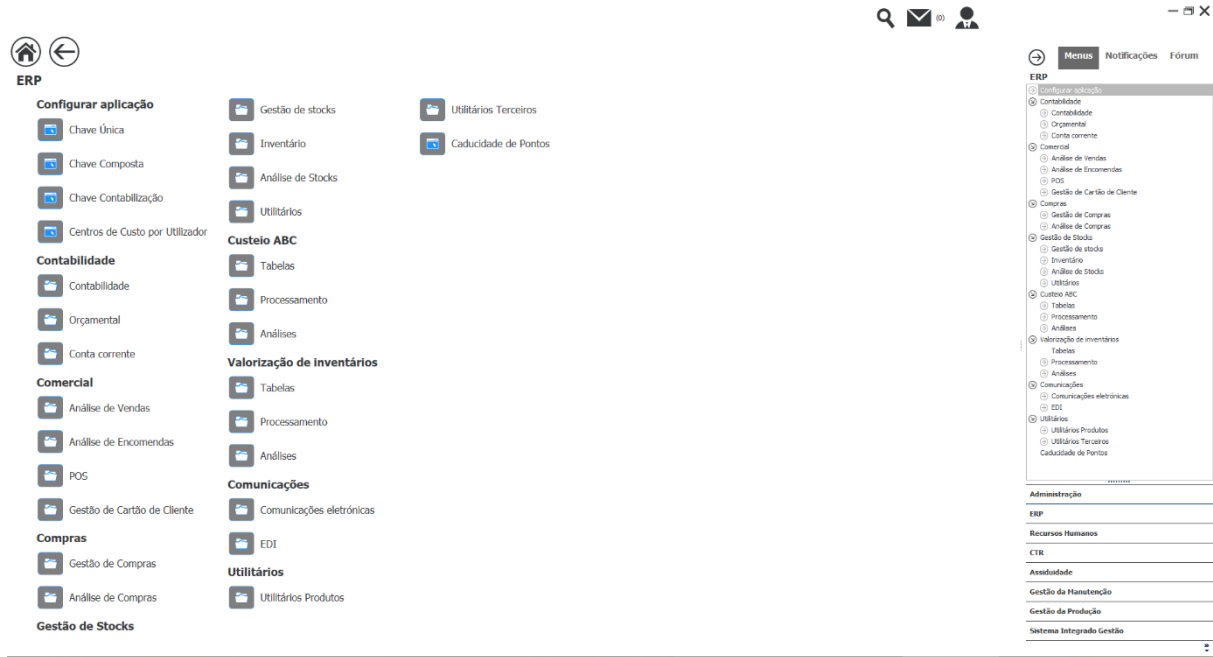 (0)
ERP
Configurar aplicação
Chave Única
Chave Composta
Chave Contabilização
Centros de Custo por Utilizador
Contabilidade
Contabilidade
Orçamental
Conta corrente
Comercial
Análise de Vendas
Análise de Encomendas
POS
Gestão de Cartão de Cliente
Compras
Gestão de Compras
Análise de Compras
Gestão de Stocks
Gestão de stocks
Inventário
Análise de Stocks
Utilitários
Custeio ABC
Tabelas
Processamento
Análises
Valorização de inventários
Tabelas
Processamento
Análises
Comunicações
Comunicações eletrónicas
EDI
Utilitários
Utilitários Produtos
Utilitários Terceiros
Caducidade de Pontos
Menus Notificações Fórum
ERP
Configurar aplicação
Contabilidade
Contabilidade
Orçamental
Conta corrente
Comercial
Análise de Vendas
Análise de Encomendas
POS
Gestão de Cartão de Cliente
Compras
Gestão de Compras
Análise de Compras
Gestão de Stocks
Gestão de stocks
Inventário
Análise de Stocks
Utilitários
Custeio ABC
Tabelas
Processamento
Análises
Valorização de inventários
Tabelas
Processamento
Análises
Comunicações
Comunicações eletrónicas
EDI
Utilitários
Utilitários Produtos
Utilitários Terceiros
Caducidade de Pontos
Administração
ERP
Recursos Humanos
CTR
Assiduidade
Gestão da Manutenção
Gestão da Produção
Sistema Integrado Gestão